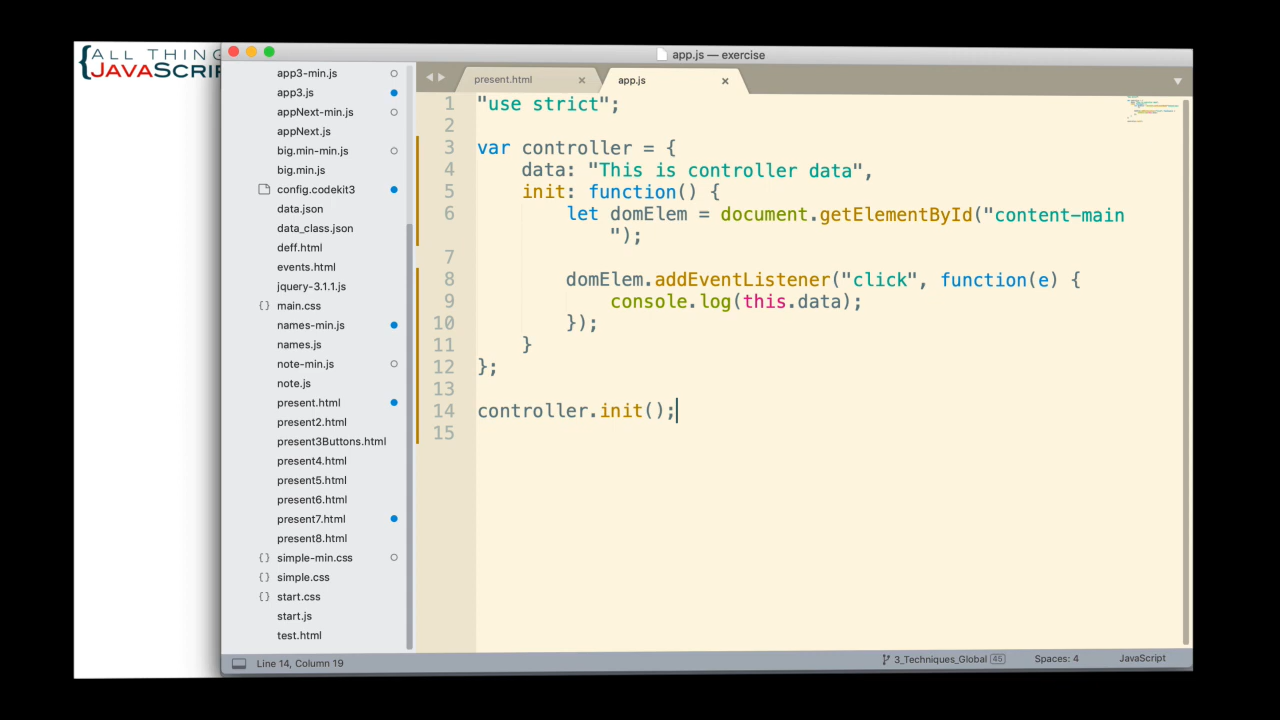 {ALL THING
JAVASCRIP
app.js — exercise
app3-min.js
app3.js
appNext-min.js
appNext.js
big.min-min.js
big.min.js
config.codekit3
data.json
data_class.json
deff.html
events.html
jquery-3.1.1.js
{} main.css
names-min.js
names.js
note-min.js
note.js
present.html
present2.html
present3Buttons.html
present4.html
present5.html
present6.html
present7.html
present8.html
{} simple-min.css
{} simple.css
{} start.css
start.js
test.html
present.html ×
app.js ×
1 "use strict";
2
3 var controller = {
4 data: "This is controller data",
5 init: function() {
6 let domElem = document.getElementById("content-main
");
7
8 domElem.addEventListener("click", function(e) {
9 console.log(this.data);
10 });
11 }
12 };
13
14 controller.init();
15
Line 14, Column 19
3_Techniques_Global 45
Spaces: 4
JavaScript